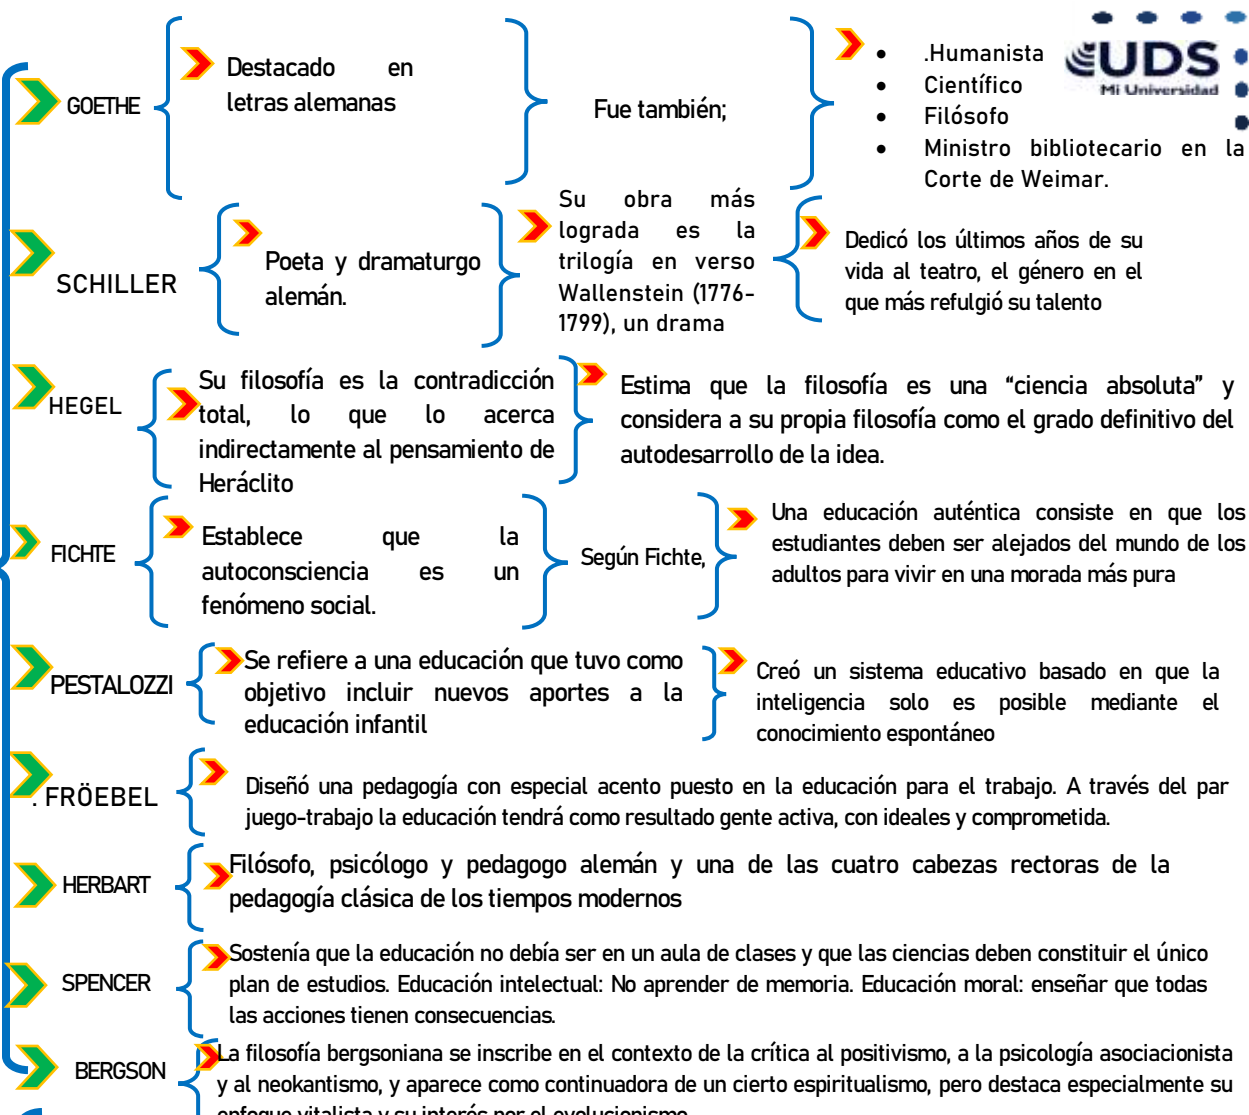 GOETHE
Destacado en
letras alemanas
Fue también;
• .Humanista
• Científico
• Filósofo
• Ministro bibliotecario en la
Corte de Weimar.
UDS
Mi Universidad
SCHILLER
Poeta y dramaturgo
alemán.
Su obra más
lograda es la
trilogía en verso
Wallenstein (1776-
1799), un drama
Dedicó los últimos años de su
vida al teatro, el género en el
que más refulgió su talento
HEGEL
Su filosofía es la contradicción
total, lo que lo acerca
indirectamente al pensamiento de
Heráclito
Estima que la filosofía es una “ciencia absoluta” y
considera a su propia filosofía como el grado definitivo del
autodesarrollo de la idea.
FICHTE
Establece que la
autoconsciencia es un
fenómeno social.
Según Fichte,
Una educación auténtica consiste en que los
estudiantes deben ser alejados del mundo de los
adultos para vivir en una morada más pura
PESTALOZZI
Se refiere a una educación que tuvo como
objetivo incluir nuevos aportes a la
educación infantil
Creó un sistema educativo basado en que la
inteligencia solo es posible mediante el
conocimiento espontáneo
. FRÖEBEL
Diseñó una pedagogía con especial acento puesto en la educación para el trabajo. A través del par
juego-trabajo la educación tendrá como resultado gente activa, con ideales y comprometida.
HERBART
Filósofo, psicólogo y pedagogo alemán y una de las cuatro cabezas rectoras de la
pedagogía clásica de los tiempos modernos
SPENCER
Sostenía que la educación no debía ser en un aula de clases y que las ciencias deben constituir el único
plan de estudios. Educación intelectual: No aprender de memoria. Educación moral: enseñar que todas
las acciones tienen consecuencias.
BERGSON
La filosofía bergsoniana se inscribe en el contexto de la crítica al positivismo, a la psicología asociacionista
y al neokantismo, y aparece como continuadora de un cierto espiritualismo, pero destaca especialmente su
enfoque vitalista y su interés por el evolucionismo